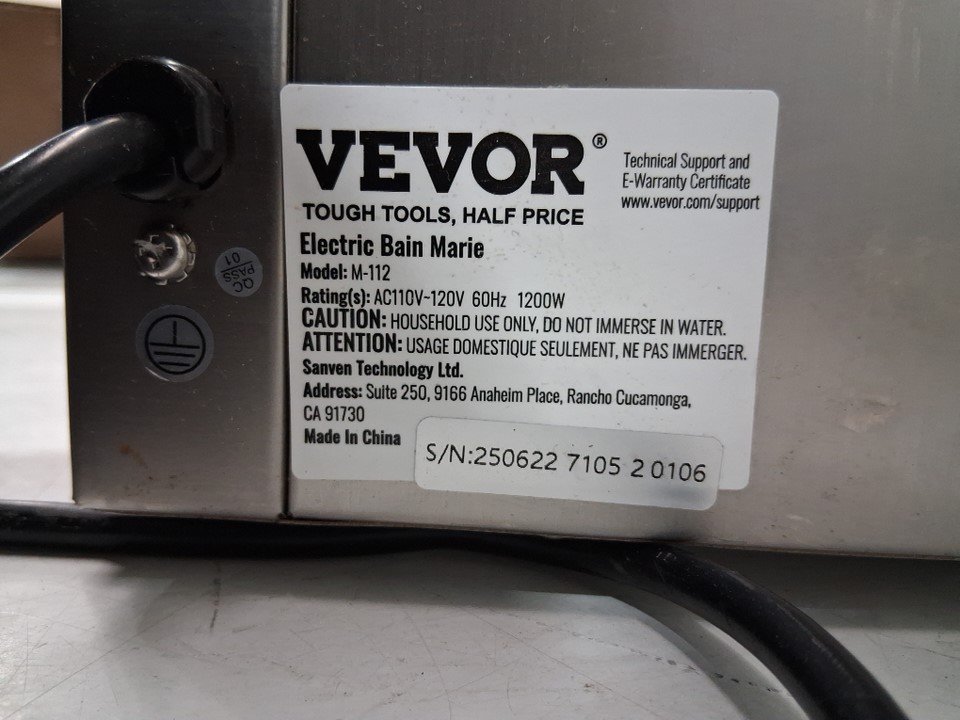 VEVOR®
TOUGH TOOLS, HALF PRICE
Technical Support and
E-Warranty Certificate
www.vevor.com/support
Electric Bain Marie
Model: M-112
Rating(s): AC110V~120V 60Hz 1200W
CAUTION: HOUSEHOLD USE ONLY, DO NOT IMMERSE IN WATER.
ATTENTION: USAGE DOMESTIQUE SEULEMENT, NE PAS IMMERGER.
Sanven Technology Ltd.
Address: Suite 250, 9166 Anaheim Place, Rancho Cucamonga,
CA 91730
Made In China
S/N:250622 7105 2 0106
QC
PASS
01